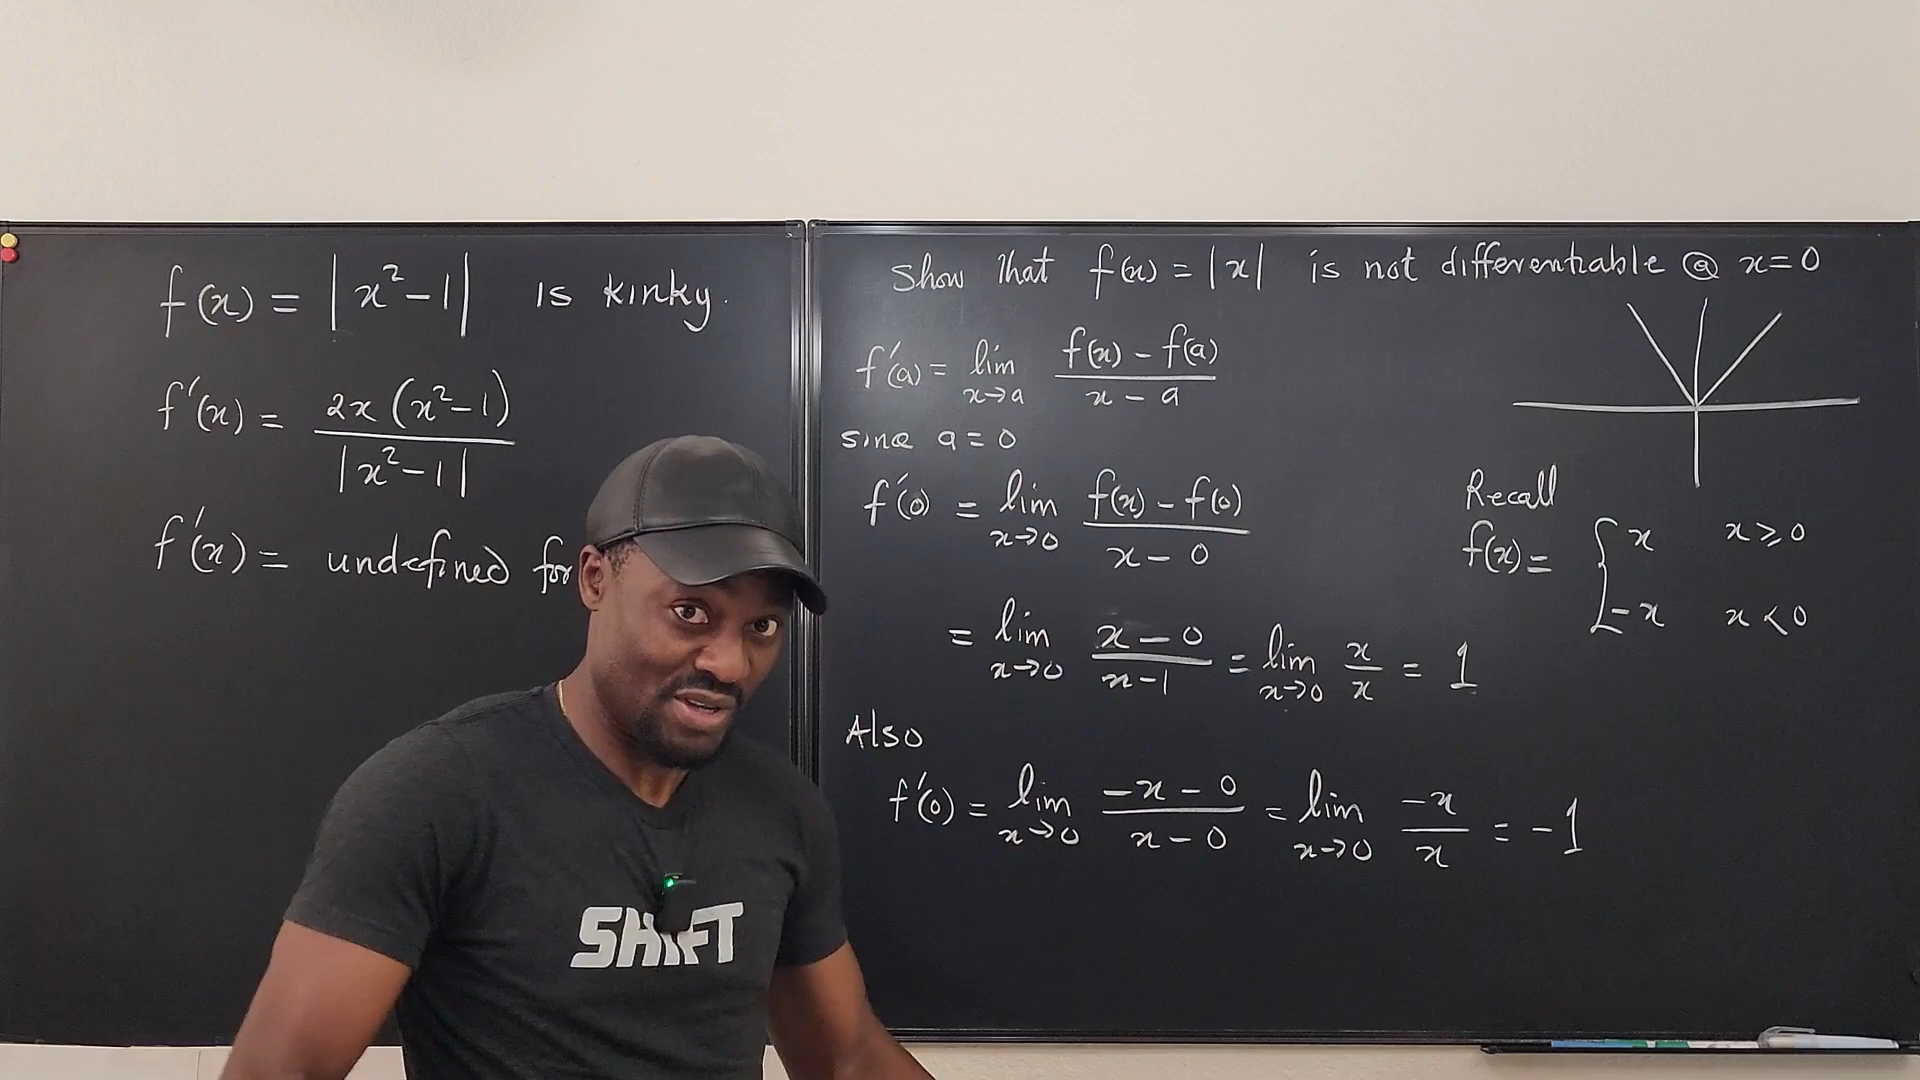 f(x) = |x²-1| is kinky.
f'(x) = 2x(x²-1) / |x²-1|
f'(x) = undefined for
Show that f(x) = |x| is not differentiable @ x=0
f'(a) = lim x→a f(x) - f(a) / x - a
since a = 0
f'(0) = lim x→0 f(x) - f(0) / x - 0
= lim x→0 x - 0 / x - 1 = lim x→0 x / x = 1
Also
f'(0) = lim x→0 -x - 0 / x - 0 = lim x→0 -x / x = -1
Recall
f(x) = { x x ≥ 0
-x x < 0
SHIFT